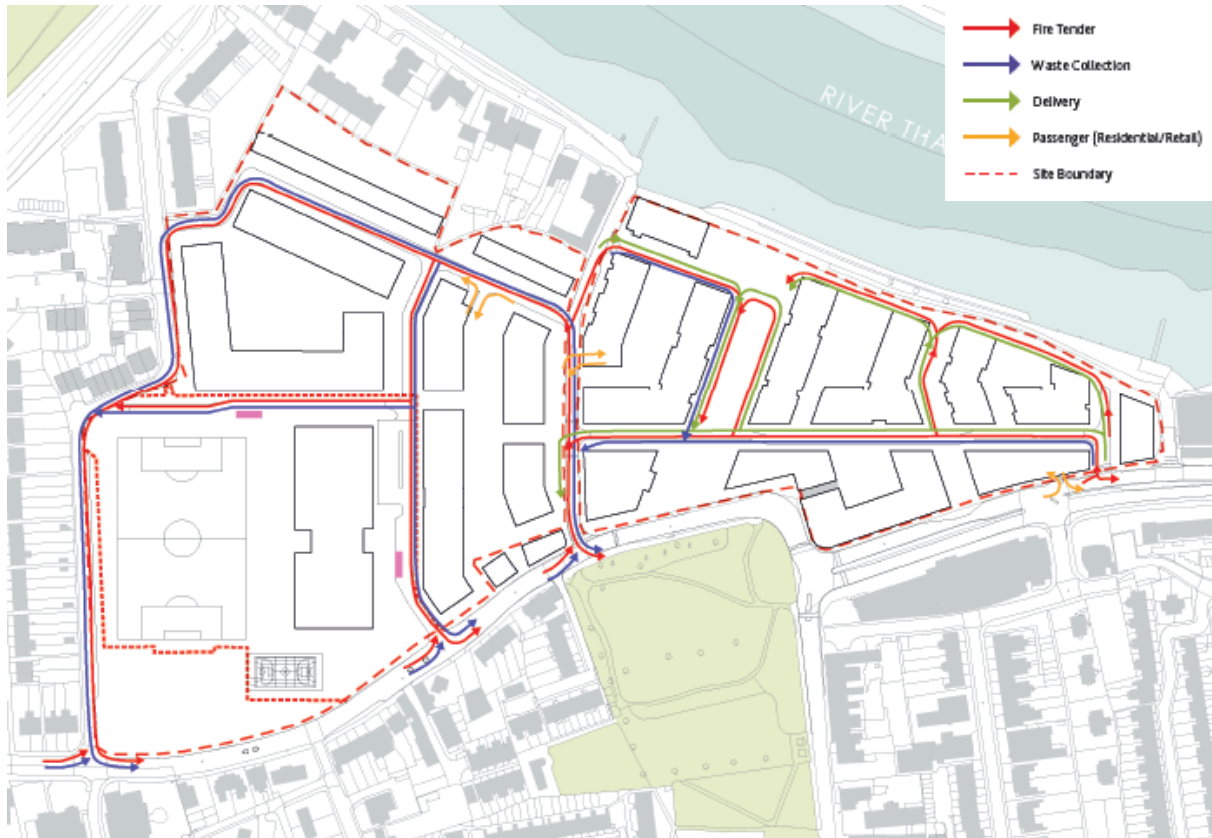 Fire Tender
Waste Collection
Delivery
Passenger (Residential/Retail)
Site Boundary
RIVER THA